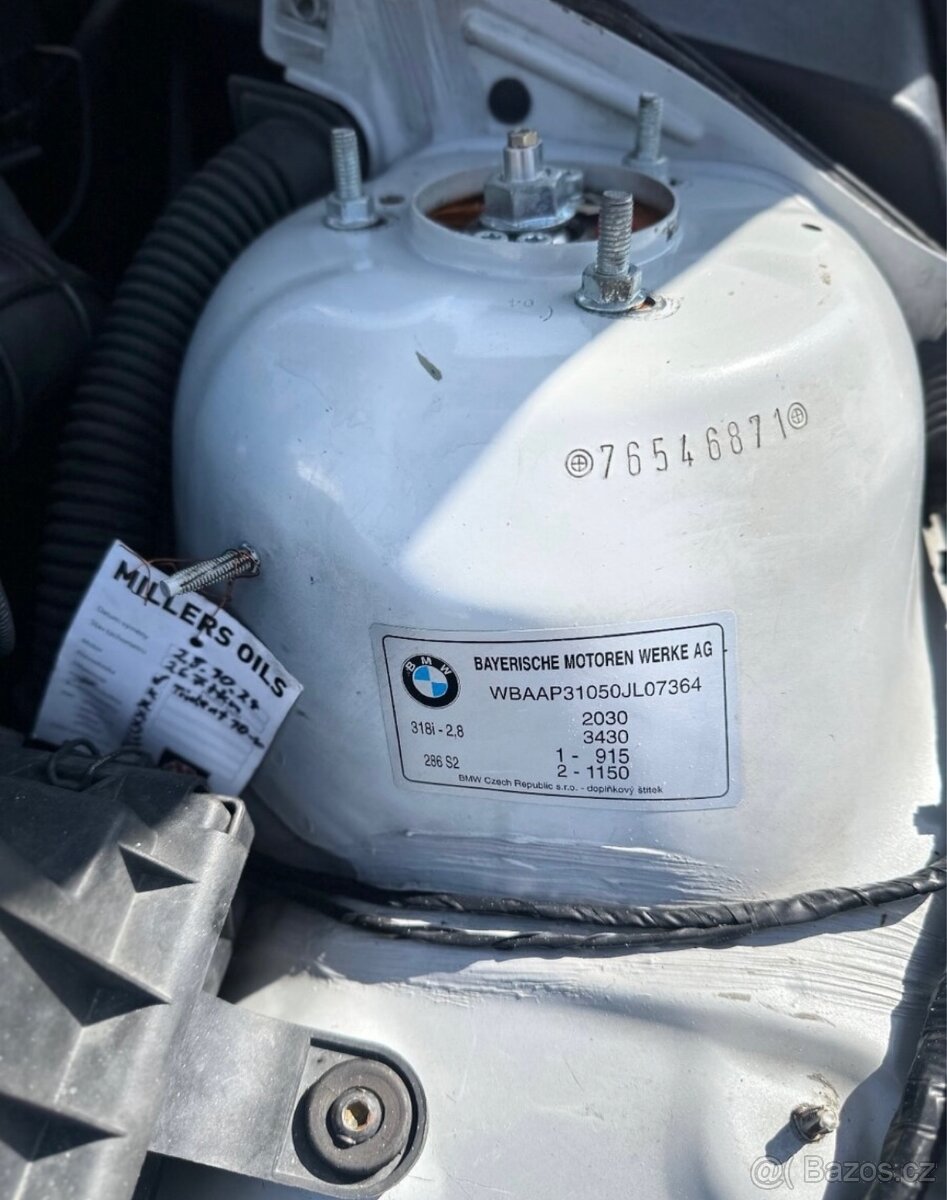 ⊕76546871⊕
MILLERS OILS
BMW
BAYERISCHE MOTOREN WERKE AG
WBAAP31050JL07364
2030
318i - 2,8
3430
1 - 915
286 S2
2 - 1150
BMW Czech Republic s.r.o. - doplňkový štítek
@( Bazos.cz